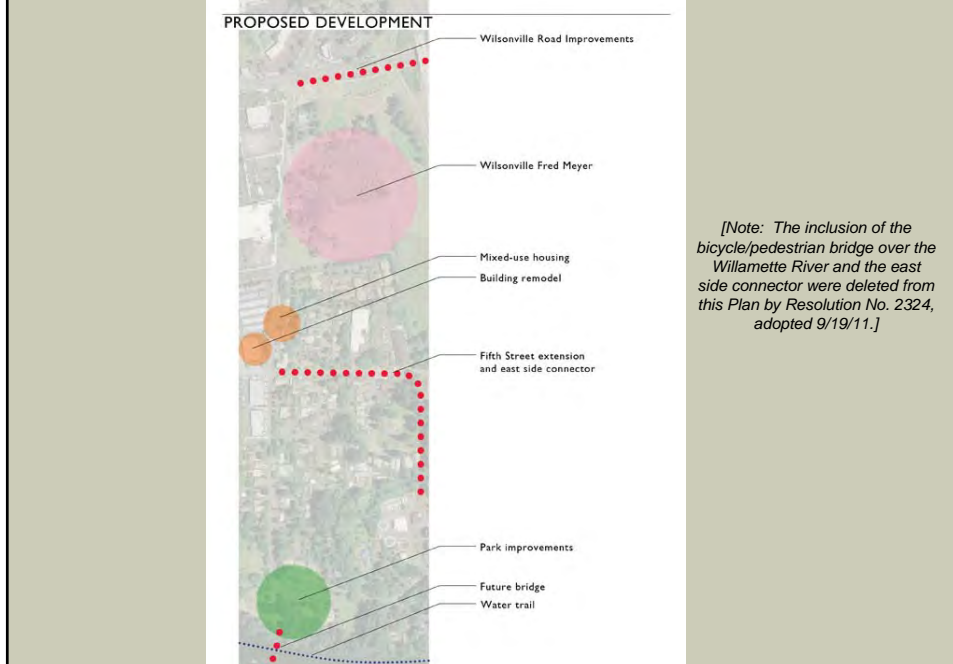 PROPOSED DEVELOPMENT
Wilsonville Road Improvements
Wilsonville Fred Meyer
Mixed-use housing
Building remodel
Fifth Street extension
and east side connector
Park improvements
Future bridge
Water trail
[Note: The inclusion of the
bicycle/pedestrian bridge over the
Willamette River and the east
side connector were deleted from
this Plan by Resolution No. 2324,
adopted 9/19/11.]